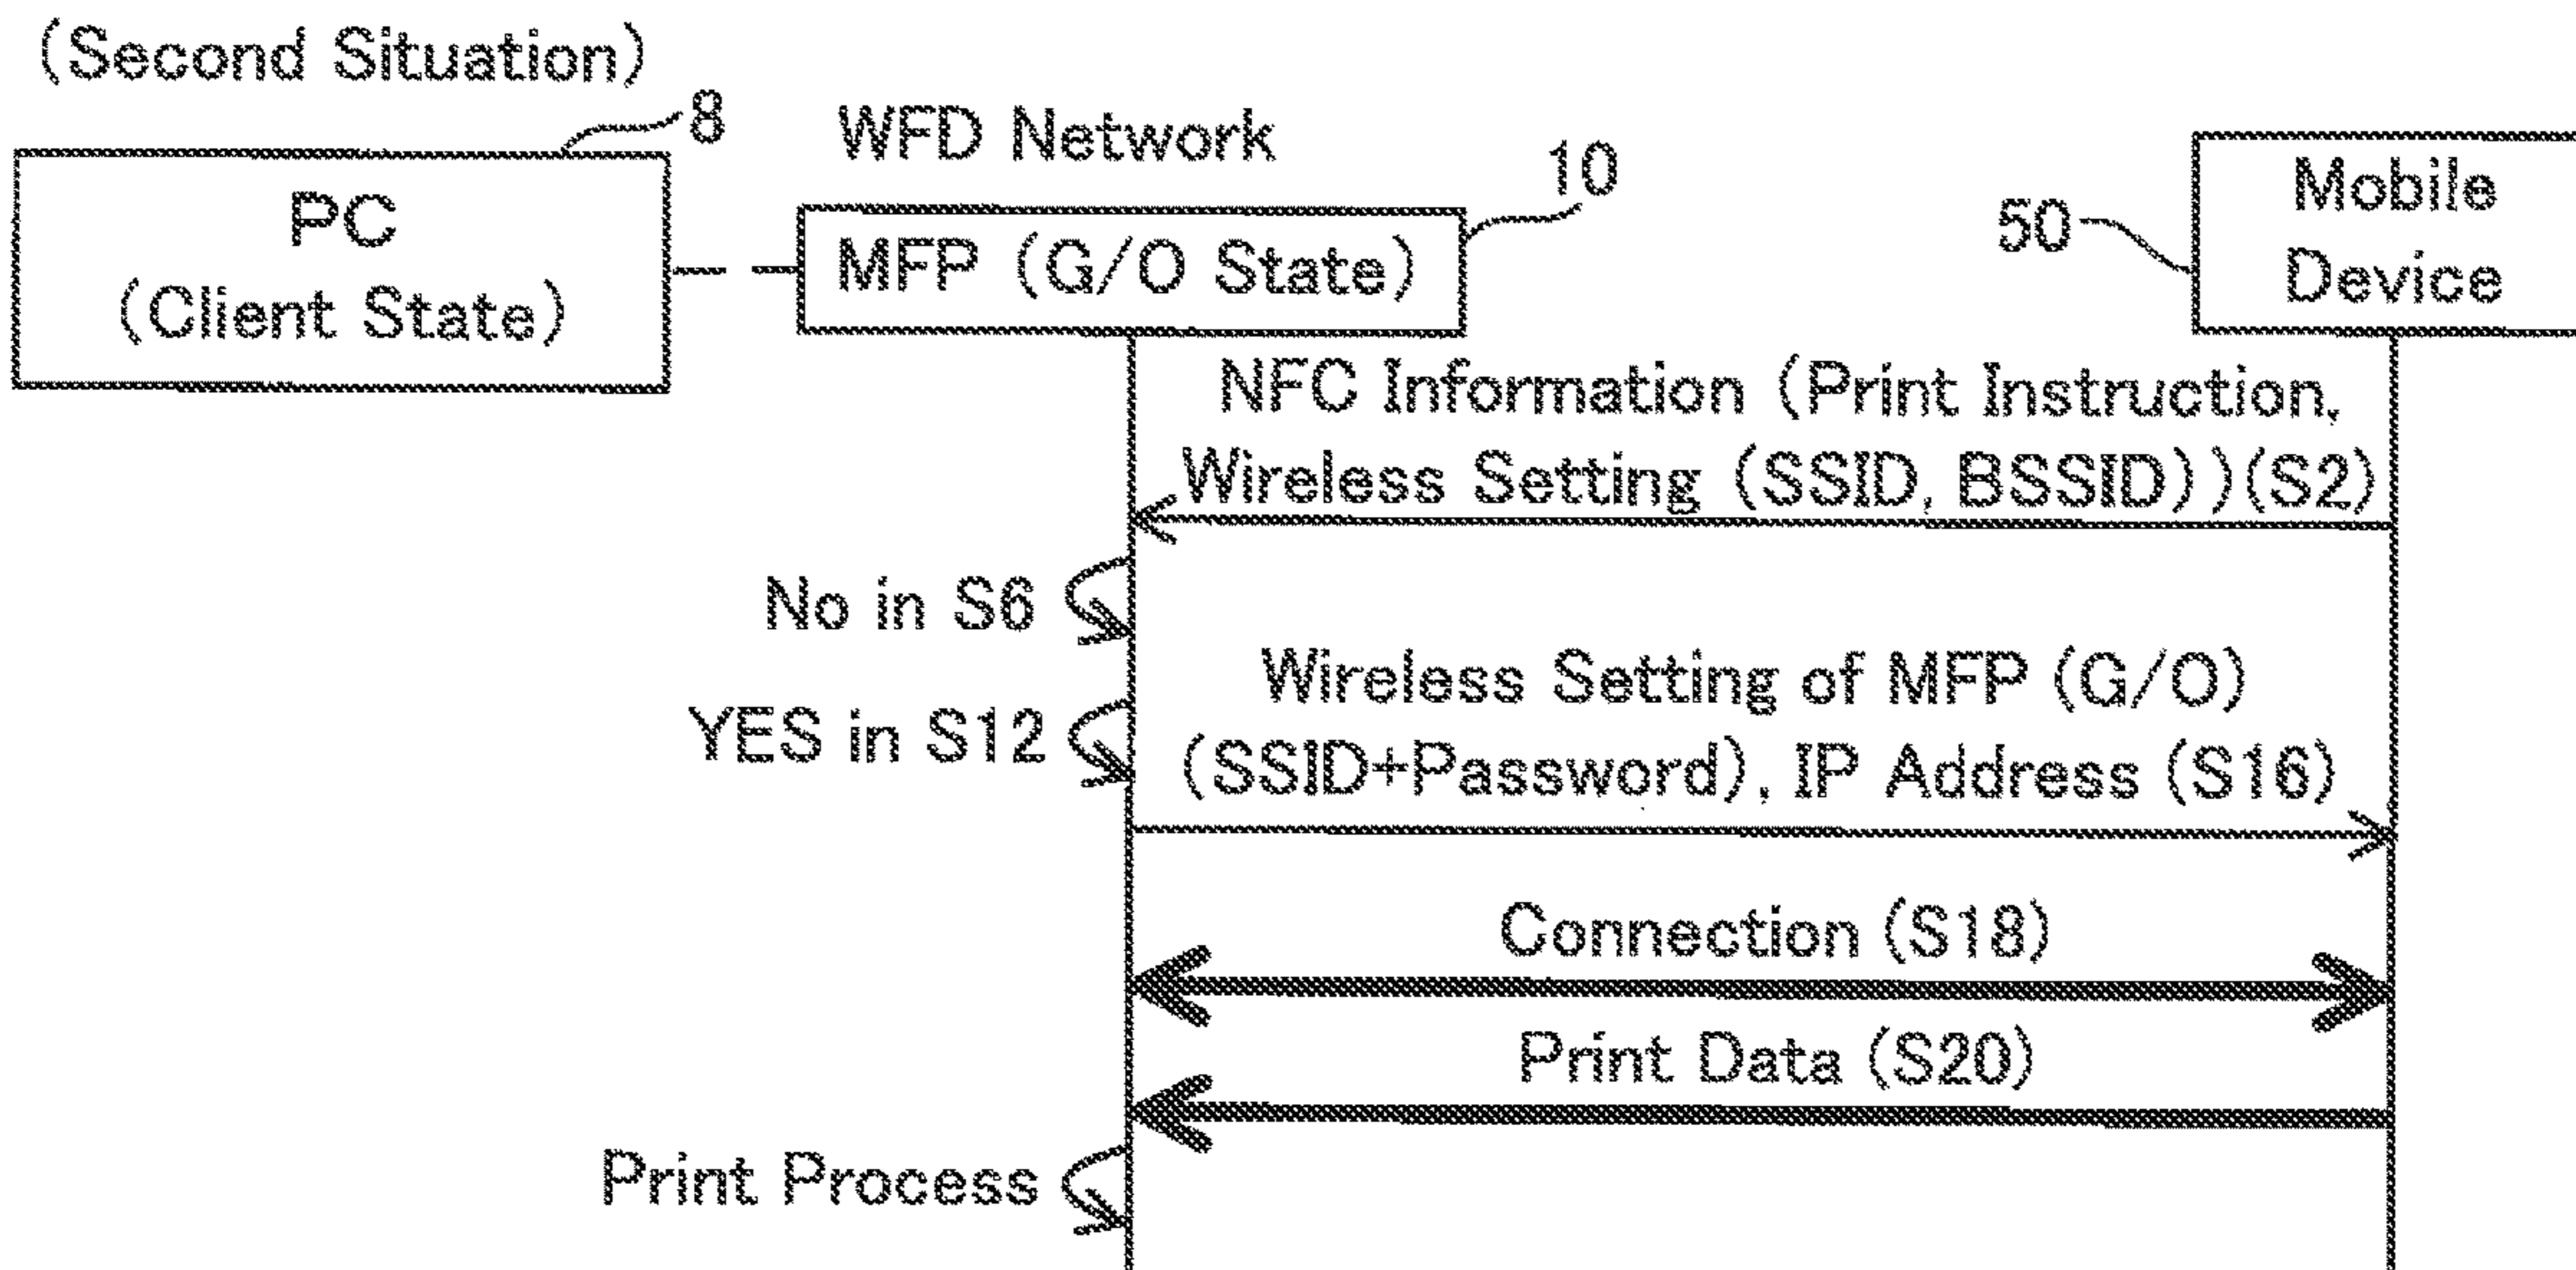 (Second Situation)
8
WFD Network
10
PC
(Client State)
MFP (G/O State)
50
Mobile
Device
NFC Information (Print Instruction,
Wireless Setting (SSID, BSSID))(S2)
No in S6
YES in S12
Wireless Setting of MFP (G/O)
(SSID+Password), IP Address (S16)
Connection (S18)
Print Data (S20)
Print Process